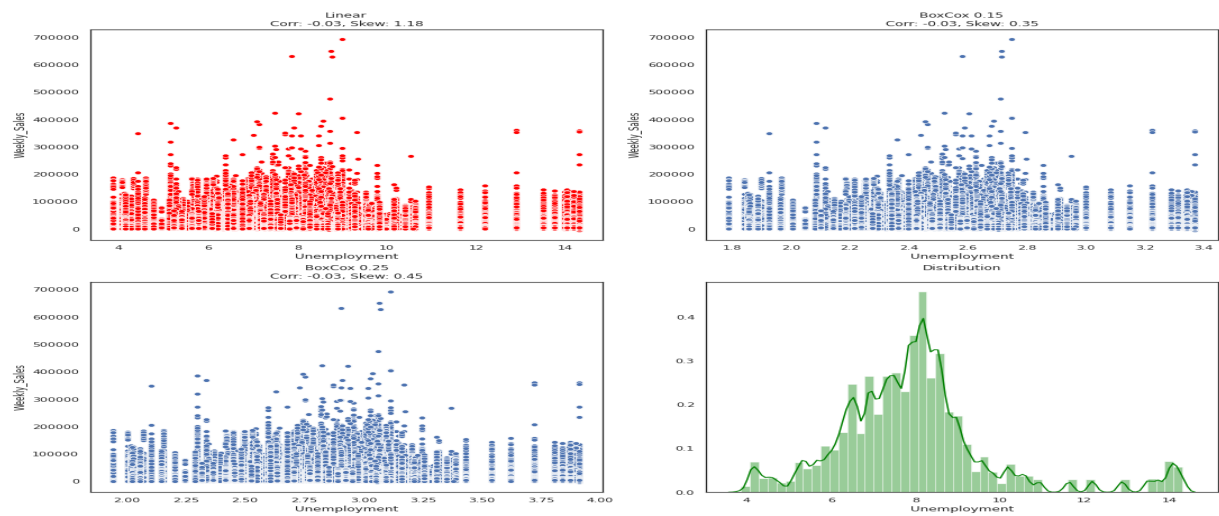 Linear
Corr: -0.03, Skew: 1.18
700000
600000
500000
400000
300000
200000
100000
0
Weekly_Sales
4 6 8 10 12 14
Unemployment
BoxCox 0.15
Corr: -0.03, Skew: 0.35
700000
600000
500000
400000
300000
200000
100000
0
Weekly_Sales
1.8 2.0 2.2 2.4 2.6 2.8 3.0 3.2 3.4
Unemployment
BoxCox 0.25
Corr: -0.03, Skew: 0.45
700000
600000
500000
400000
300000
200000
100000
0
Weekly_Sales
2.00 2.25 2.50 2.75 3.00 3.25 3.50 3.75 4.00
Unemployment
Distribution
0.4
0.3
0.2
0.1
0.0
4 6 8 10 12 14
Unemployment